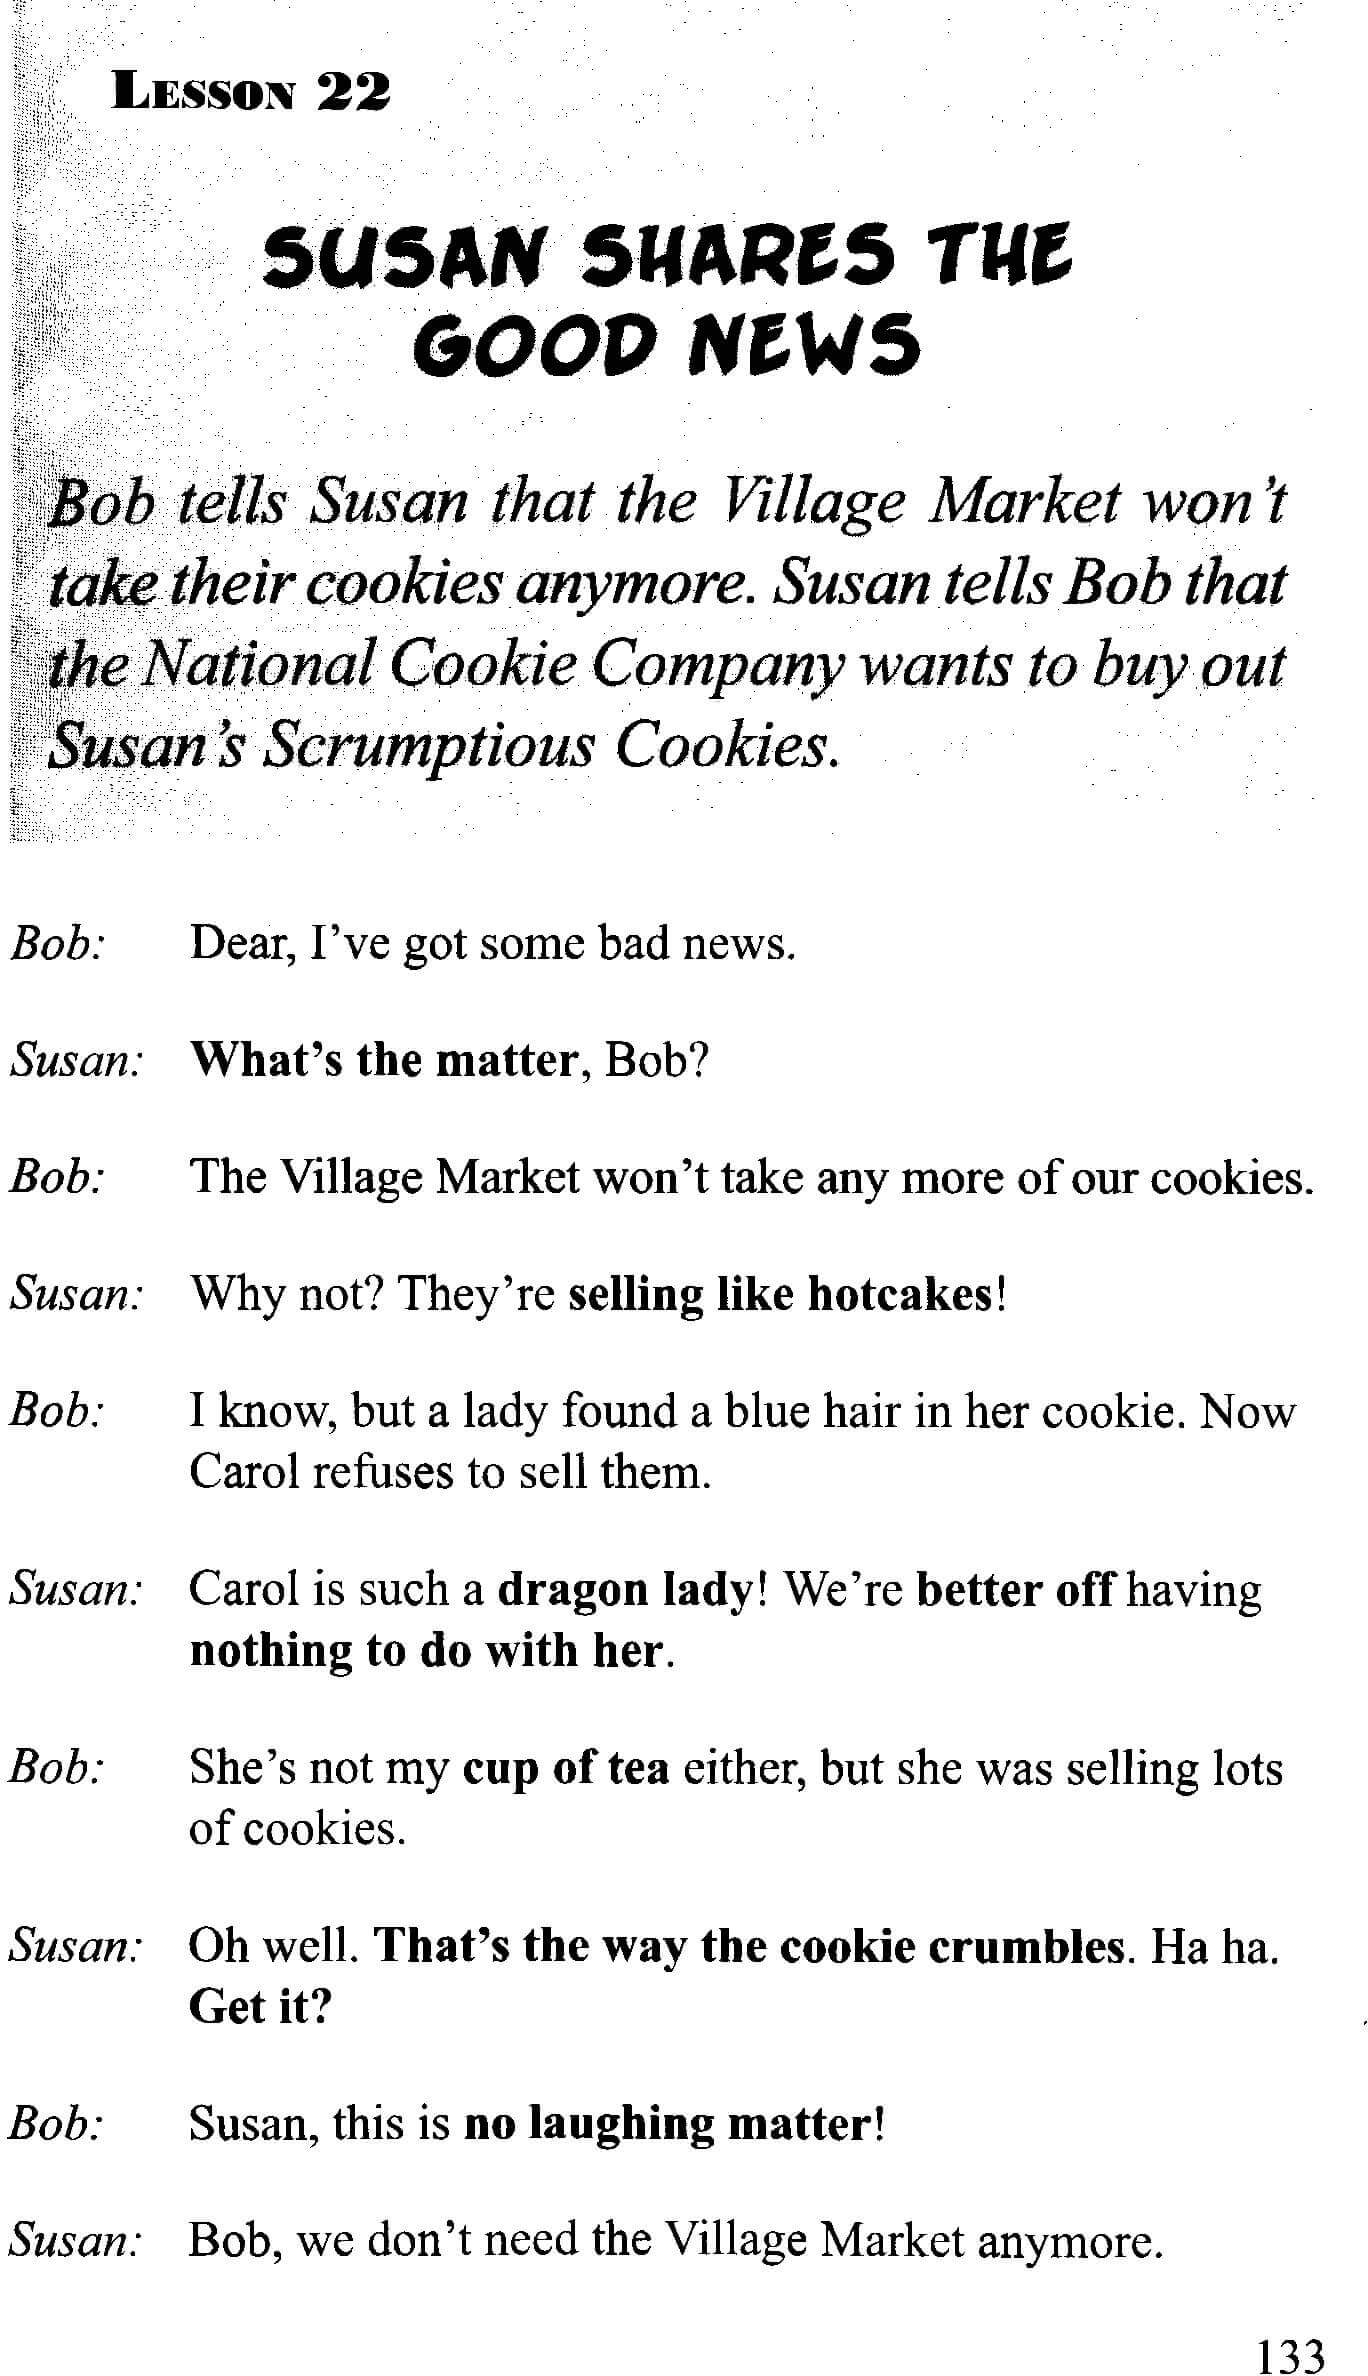 LESSON 22
SUSAN SHARES THE
GOOD NEWS
Bob tells Susan that the Village Market won't
take their cookies anymore. Susan tells Bob that
the National Cookie Company wants to buy out
Susan's Scrumptious Cookies.
Bob: Dear, I've got some bad news.
Susan: What's the matter, Bob?
Bob: The Village Market won't take any more of our cookies.
Susan: Why not? They're selling like hotcakes!
Bob: I know, but a lady found a blue hair in her cookie. Now
Carol refuses to sell them.
Susan: Carol is such a dragon lady! We're better off having
nothing to do with her.
Bob: She's not my cup of tea either, but she was selling lots
of cookies.
Susan: Oh well. That's the way the cookie crumbles. Ha ha.
Get it?
Bob: Susan, this is no laughing matter!
Susan: Bob, we don't need the Village Market anymore.
133